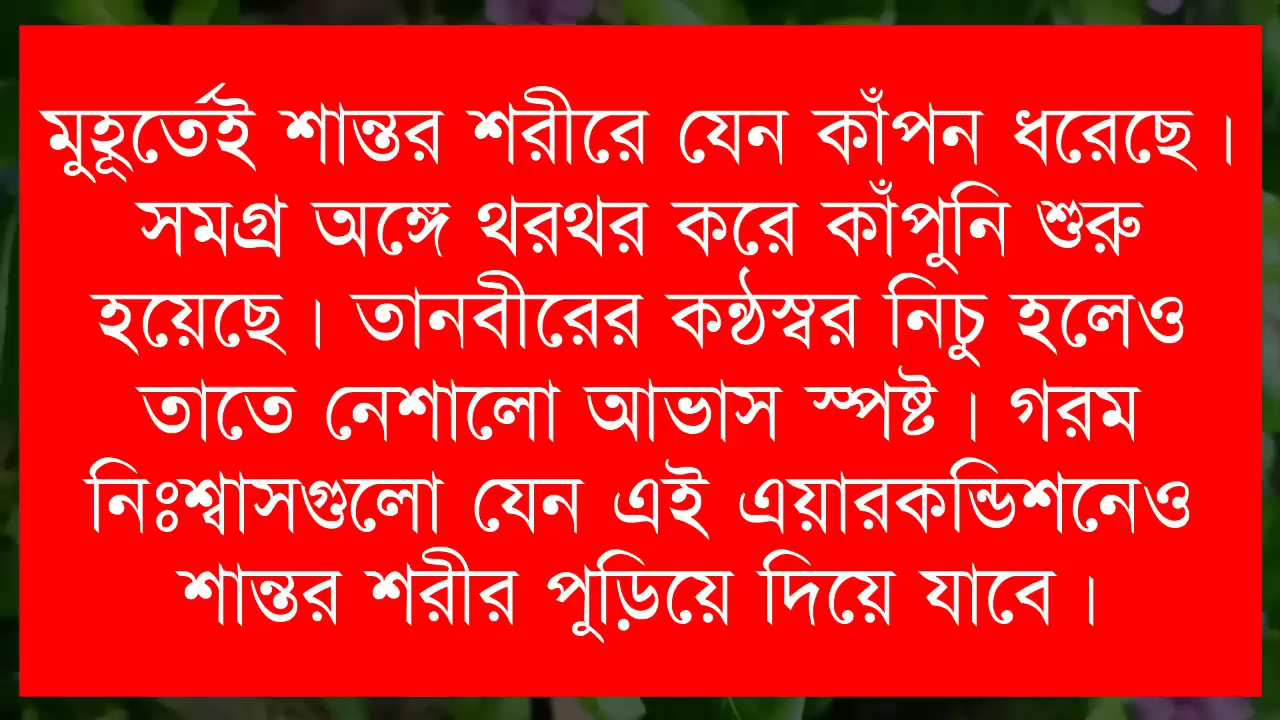 মুহূর্তেই শান্তর শরীরে যেন কাঁপন ধরেছে।
সমগ্র অঙ্গে থরথর করে কাঁপুনি শুরু
হয়েছে। তানবীরের কন্ঠস্বর নিচু হলেও
তাতে নেশালো আভাস স্পষ্ট। গরম
নিঃশ্বাসগুলো যেন এই এয়ারকন্ডিশনেও
শান্তর শরীর পুড়িয়ে দিয়ে যাবে।